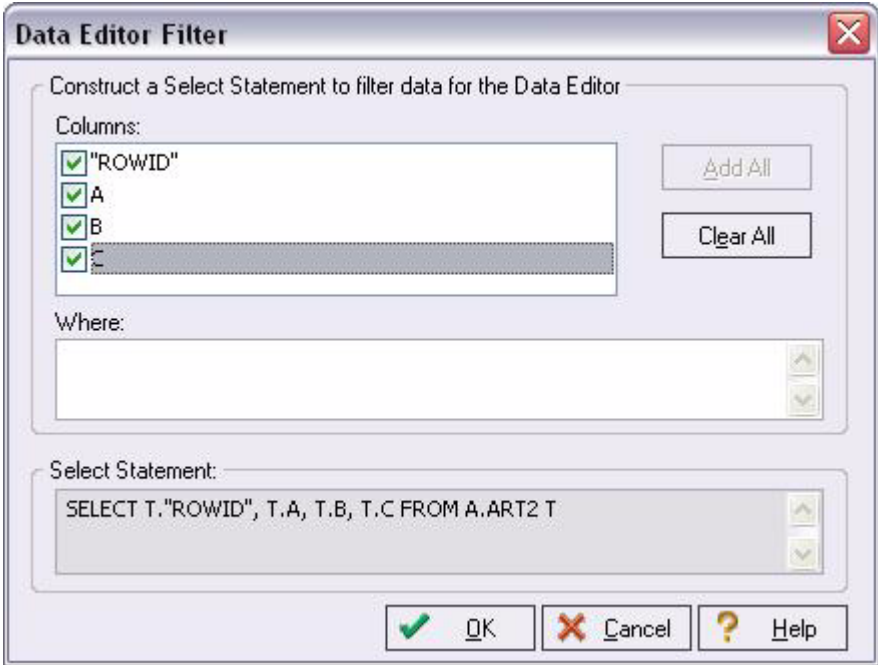 Data Editor Filter
Construct a Select Statement to filter data for the Data Editor
Columns:
"ROWID"
A
B
C
Add All
Clear All
Where:
Select Statement:
SELECT T."ROWID", T.A, T.B, T.C FROM A.ART2 T
OK
Cancel
Help